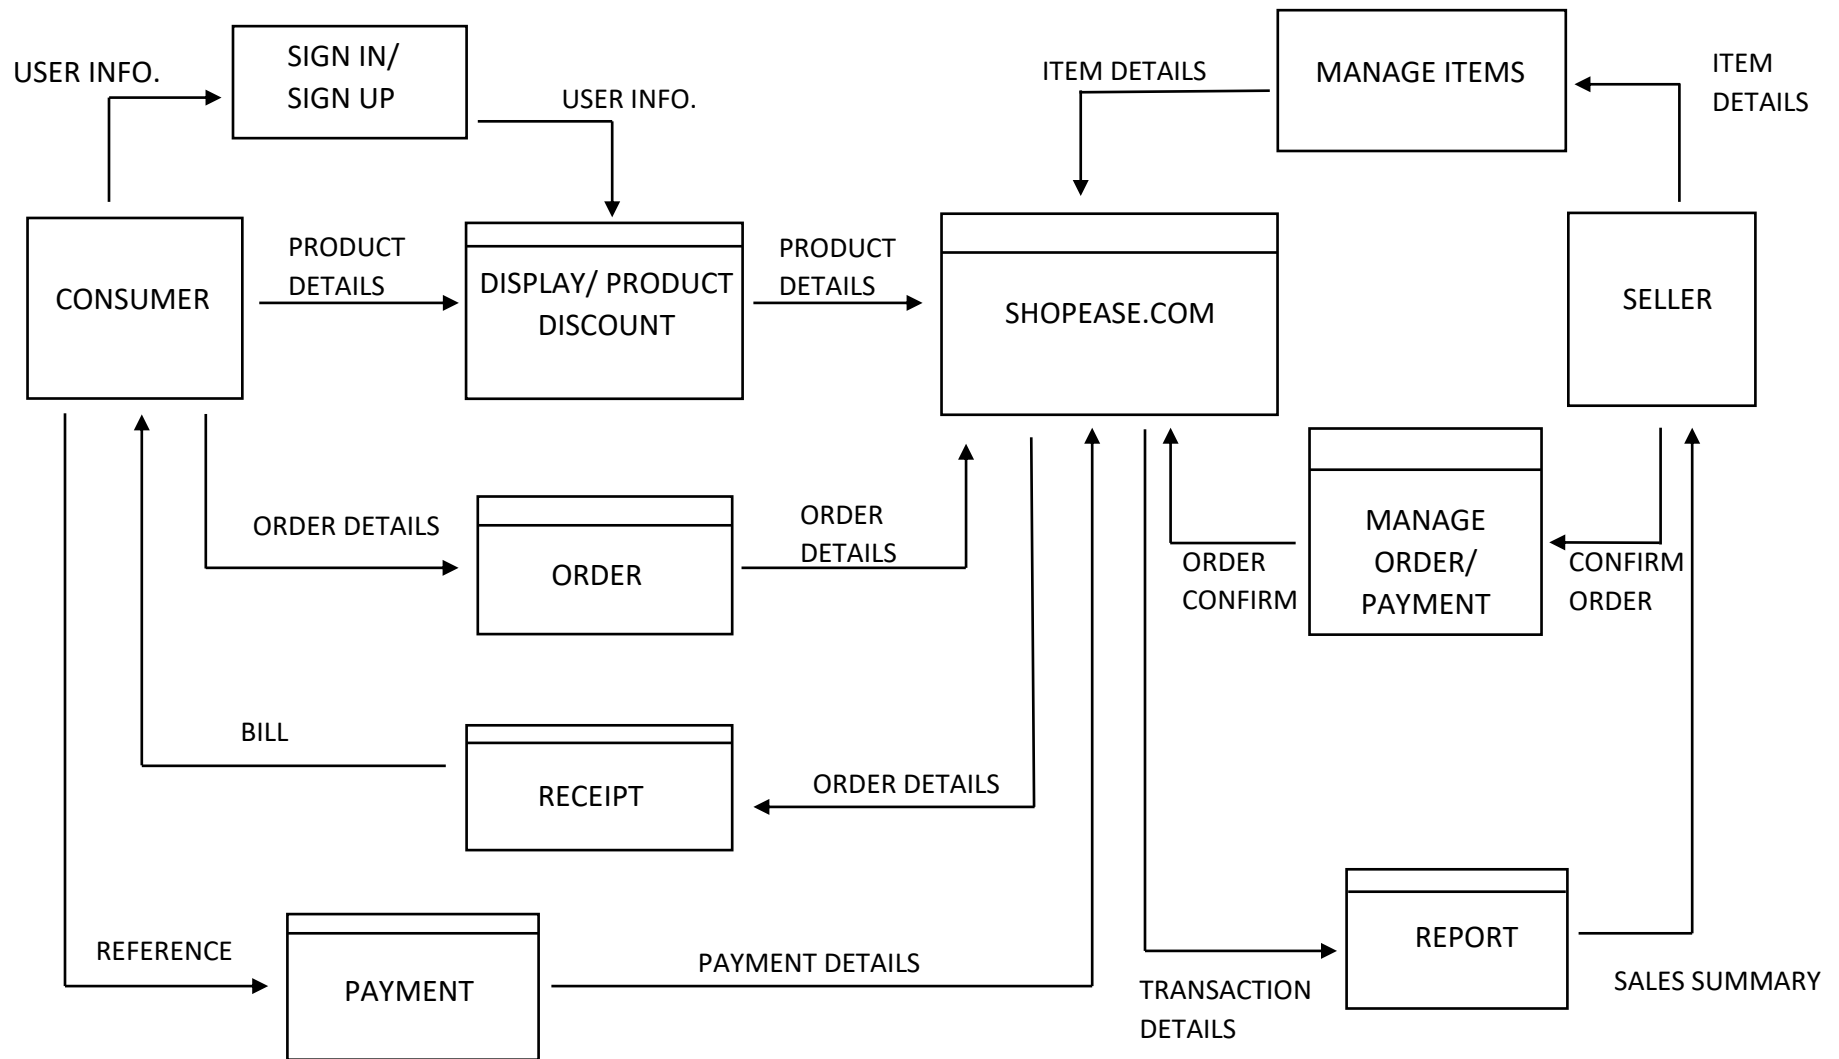 SIGN IN/
SIGN UP
USER INFO.
USER INFO.
ITEM DETAILS
MANAGE ITEMS
ITEM
DETAILS
CONSUMER
PRODUCT
DETAILS
DISPLAY/ PRODUCT
DISCOUNT
PRODUCT
DETAILS
SHOPEASE.COM
SELLER
ORDER DETAILS
ORDER
ORDER
DETAILS
ORDER
CONFIRM
MANAGE
ORDER/
PAYMENT
CONFIRM
ORDER
BILL
RECEIPT
ORDER DETAILS
REFERENCE
PAYMENT
PAYMENT DETAILS
TRANSACTION
DETAILS
REPORT
SALES SUMMARY